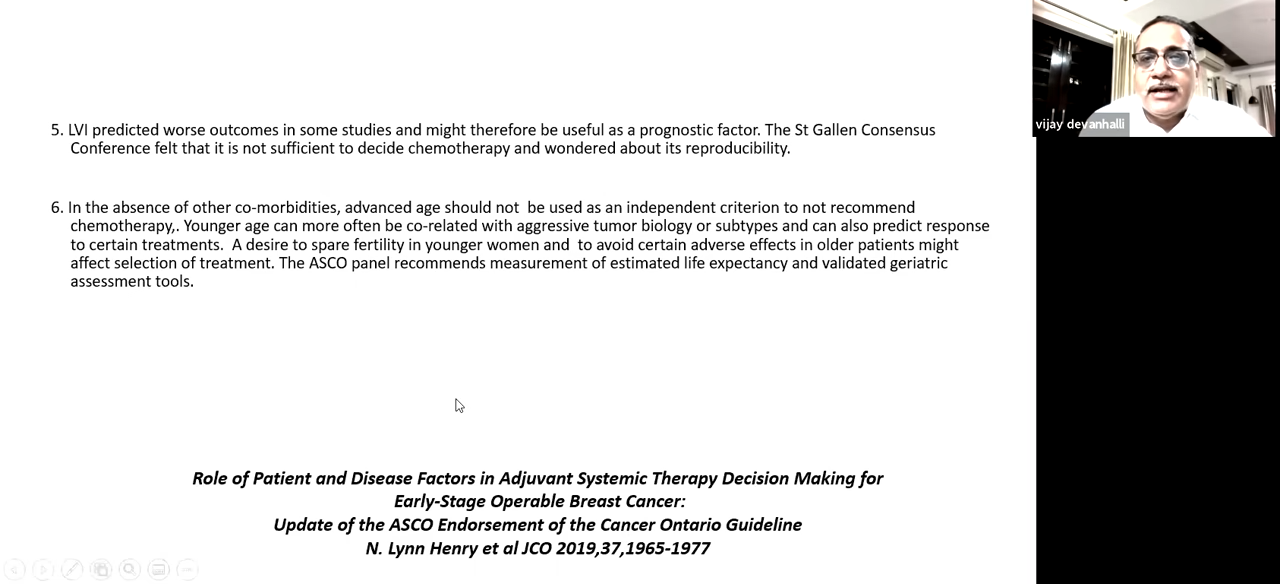 5. LVI predicted worse outcomes in some studies and might therefore be useful as a prognostic factor. The St Gallen Consensus
Conference felt that it is not sufficient to decide chemotherapy and wondered about its reproducibility.
6. In the absence of other co-morbidities, advanced age should not  be used as an independent criterion to not recommend
chemotherapy,. Younger age can more often be co-related with aggressive tumor biology or subtypes and can also predict response
to certain treatments.  A desire to spare fertility in younger women and  to avoid certain adverse effects in older patients might
affect selection of treatment. The ASCO panel recommends measurement of estimated life expectancy and validated geriatric
assessment tools.
Role of Patient and Disease Factors in Adjuvant Systemic Therapy Decision Making for
Early-Stage Operable Breast Cancer:
Update of the ASCO Endorsement of the Cancer Ontario Guideline
N. Lynn Henry et al JCO 2019,37,1965-1977
vijay devanhalli